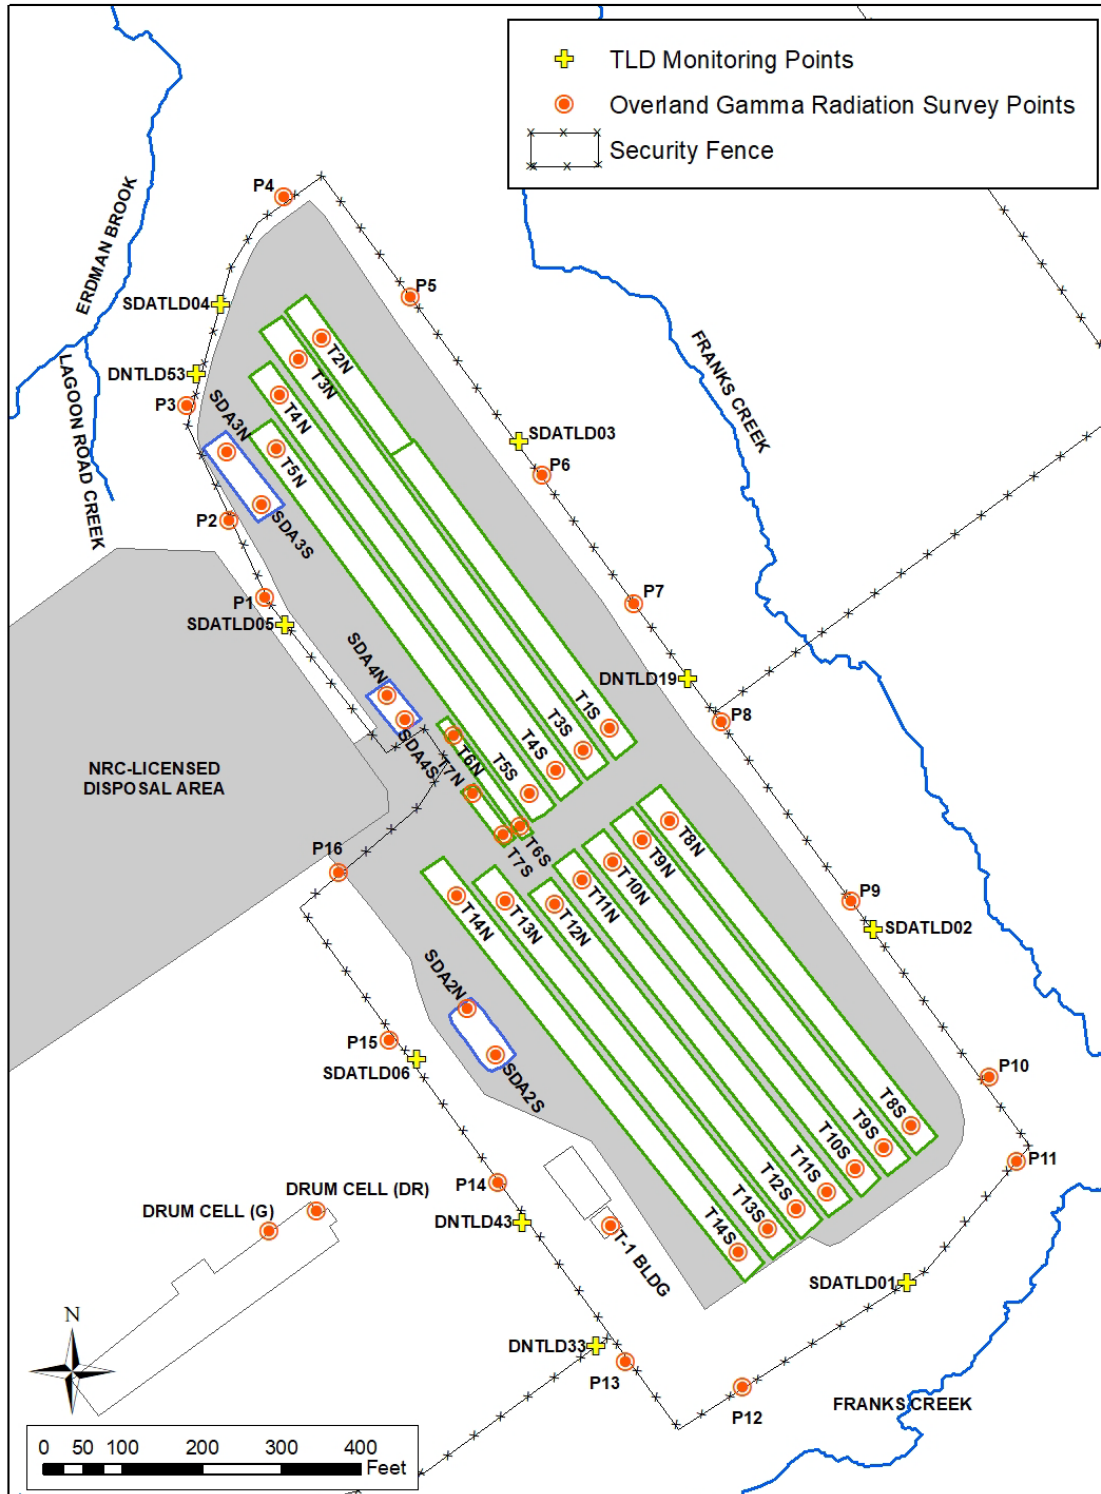 TLD Monitoring Points
Overland Gamma Radiation Survey Points
Security Fence
P4
ERDMAN BROOK
P5
SDATLD04
T2N
FRANKS CREEK
T3N
LAGOON ROAD CREEK
DNTLD53
P3
SDA3N
T4N
SDATLD03
T5N
P6
P2
SDA3S
P1
P7
SDATLD05
SDA4N
DNTLD19
T1S
P8
T3S
SDA4S
T6N
T4S
NRC-LICENSED
DISPOSAL AREA
T7N
T5S
T8N
T6S
T7S
T9N
P16
T10N
T11N
P9
T14N
T13N
T12N
SDATLD02
SDA2N
P15
SDATLD06
SDA2S
P10
T8S
T9S
T10S
P11
T11S
P14
DRUM CELL (DR)
T12S
DRUM CELL (G)
DNTLD43
T13S
T14S
T-1 BLDG
SDATLD01
N
DNTLD33
P13
P12
FRANKS CREEK
0 50 100 200 300 400
Feet